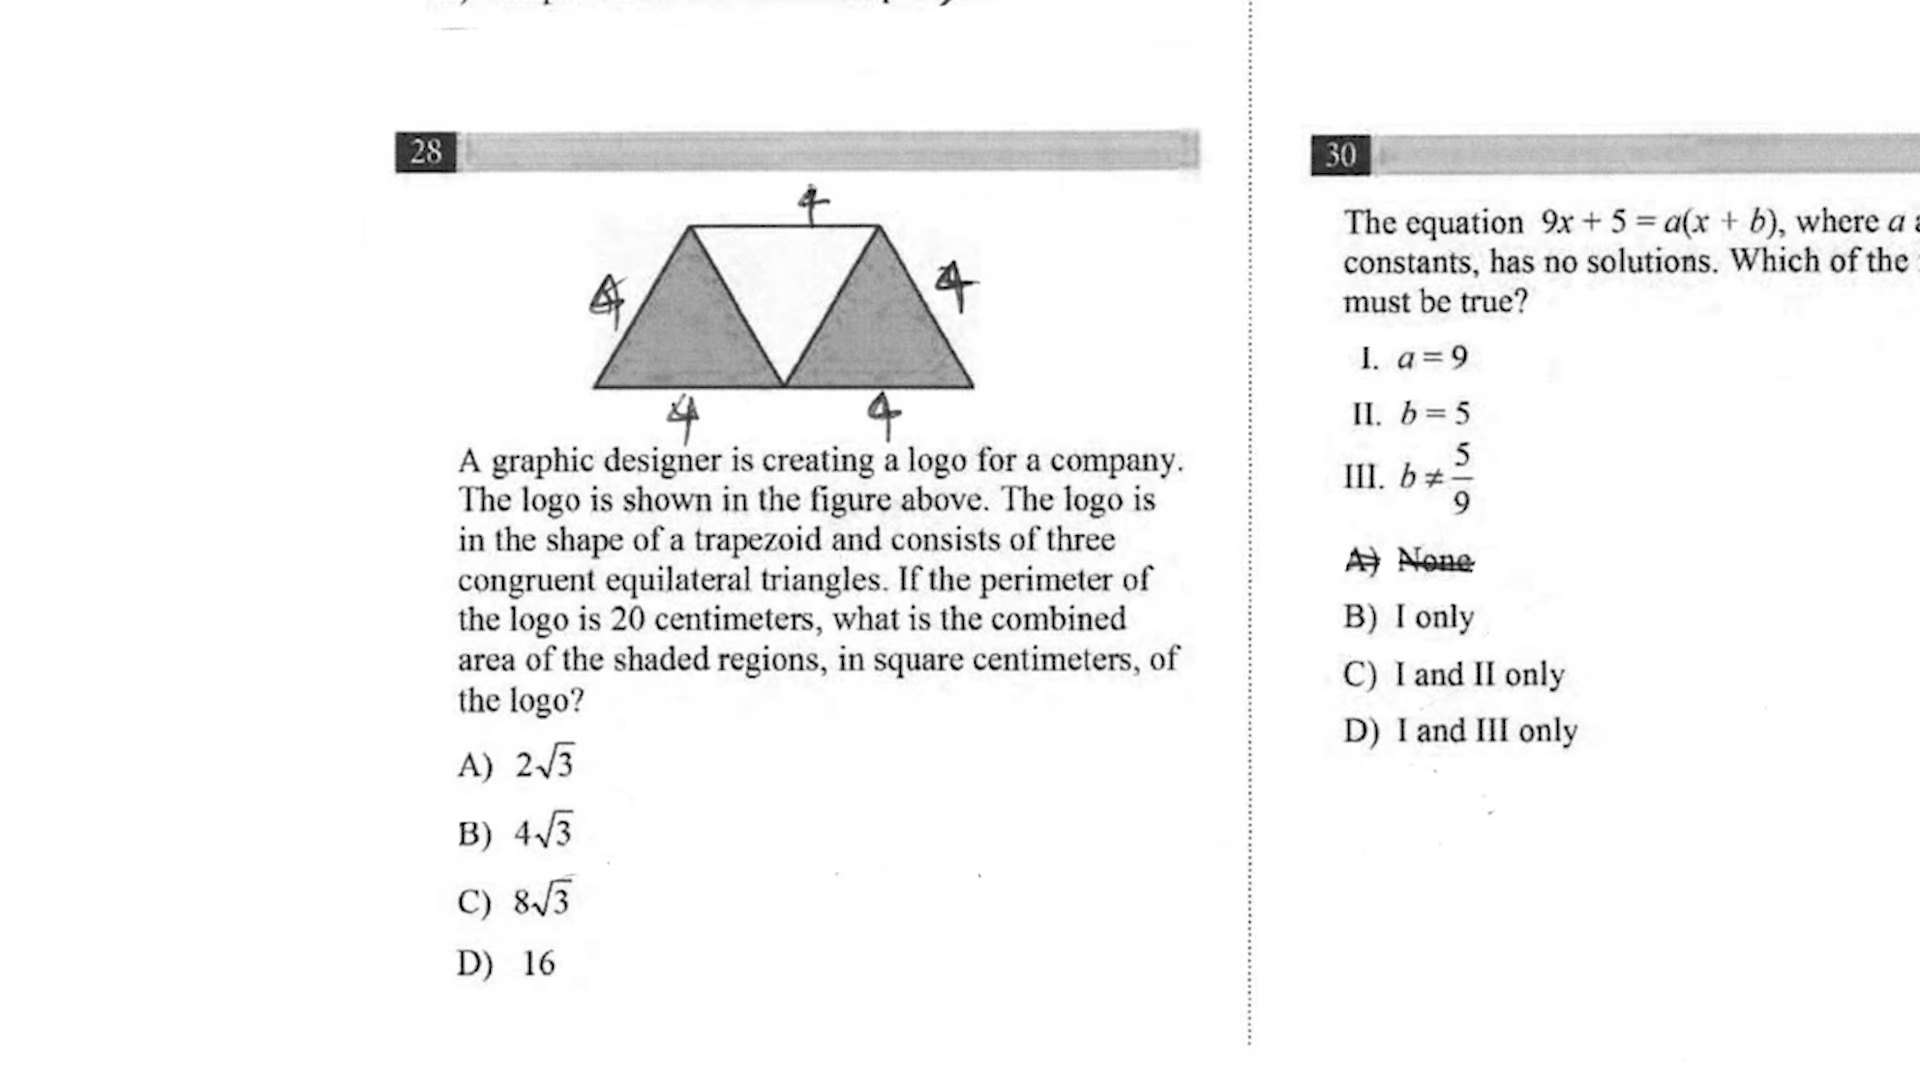 28
4
4
4
4
4
A graphic designer is creating a logo for a company.
The logo is shown in the figure above. The logo is
in the shape of a trapezoid and consists of three
congruent equilateral triangles. If the perimeter of
the logo is 20 centimeters, what is the combined
area of the shaded regions, in square centimeters, of
the logo?
A) 2√3
B) 4√3
C) 8√3
D) 16
30
The equation 9x + 5 = a(x + b), where a
constants, has no solutions. Which of the
must be true?
I. a = 9
II. b = 5
III. b ≠ 5/9
A) None
B) I only
C) I and II only
D) I and III only